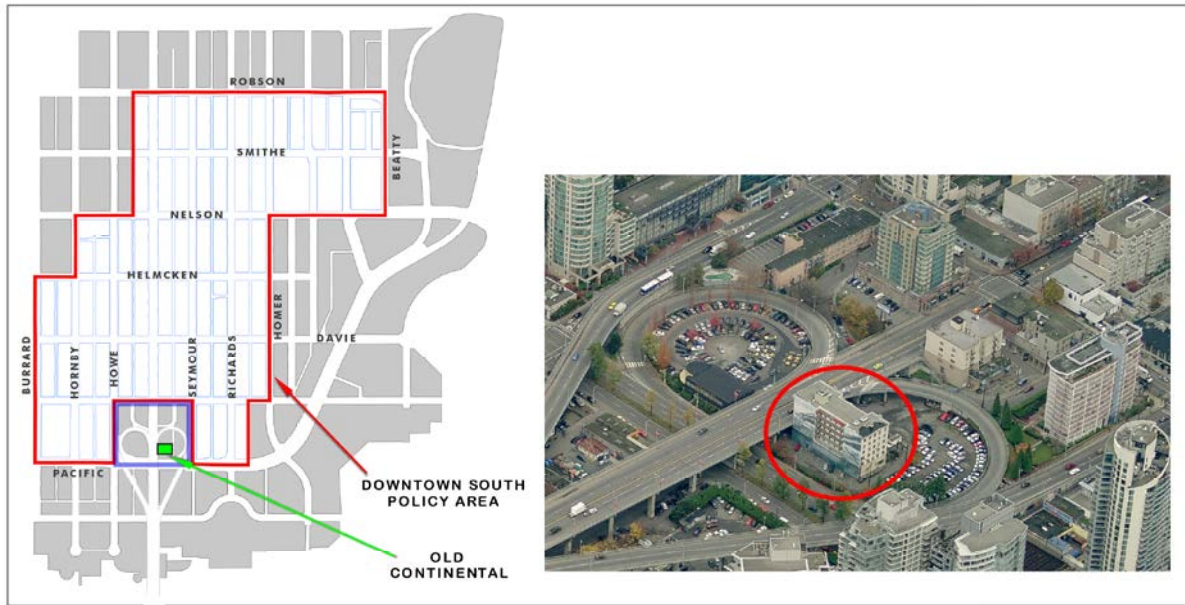 ROBSON
SMITHE
BEATTY
NELSON
HELMCKEN
BURRARD
HORNBY
HOWE
SEYMOUR
RICHARDS
HOMER
DAVIE
PACIFIC
DOWNTOWN SOUTH
POLICY AREA
OLD
CONTINENTAL